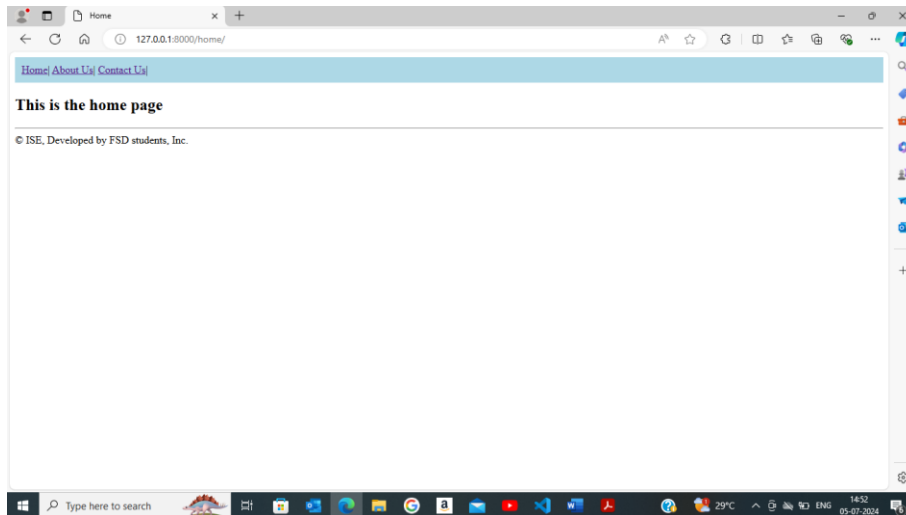 Home
127.0.0.1:8000/home/
Home| About Us| Contact Us|
This is the home page
© ISE, Developed by FSD students, Inc.
Type here to search
29°C
ENG
14:52
05-07-2024